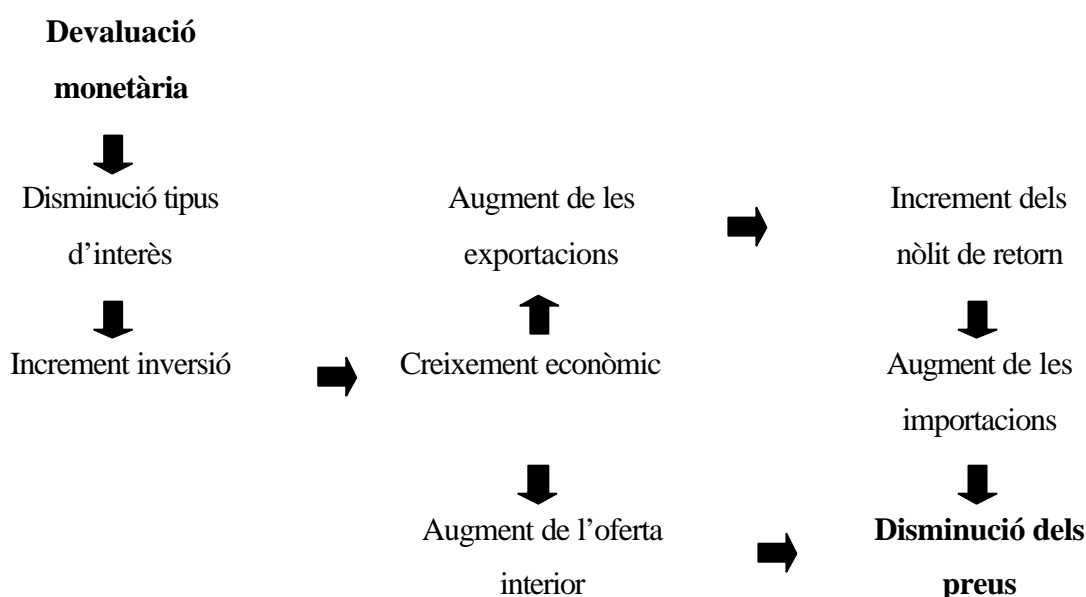 Devaluació
monetària
Disminució tipus
d’interès
Augment de les
exportacions
Increment dels
nòlit de retorn
Increment inversió
Creixement econòmic
Augment de les
importacions
Augment de l’oferta
interior
Disminució dels
preus